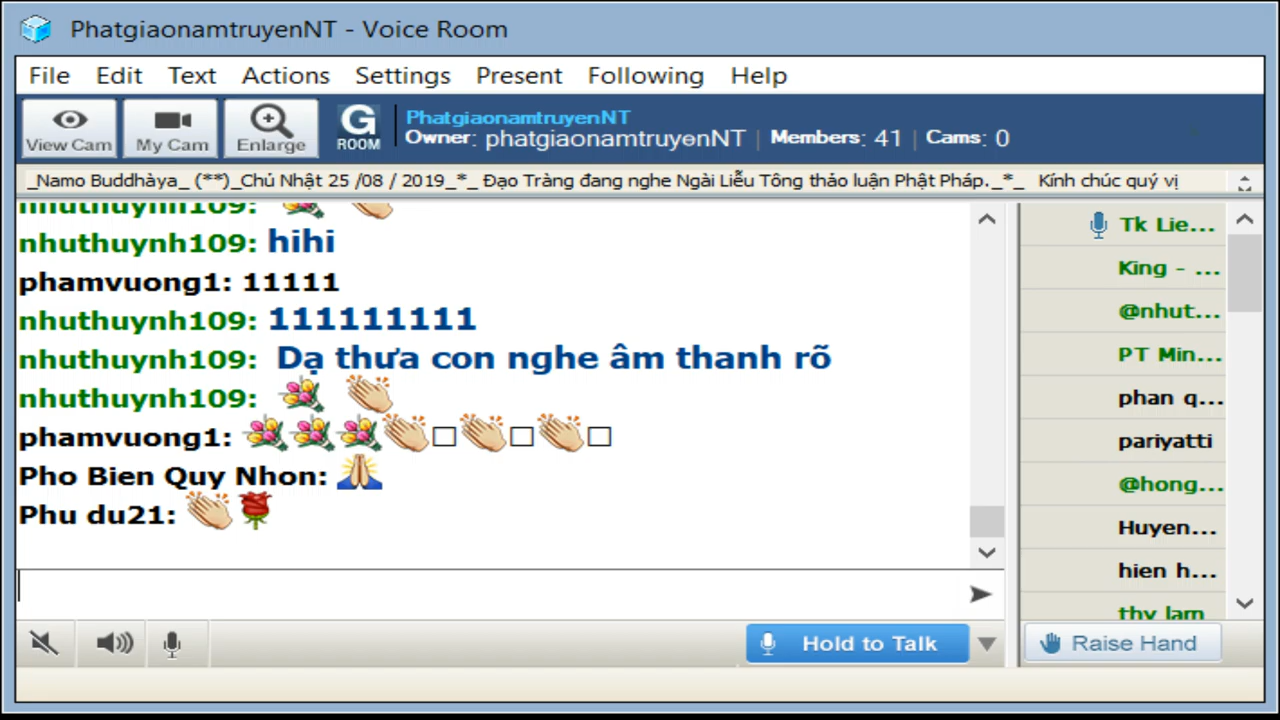 PhatgiaonamtruyenNT - Voice Room
File Edit Text Actions Settings Present Following Help
View Cam My Cam Enlarge G ROOM
PhatgiaonamtruyenNT
Owner: phatgiaonamtruyenNT | Members: 41 | Cams: 0
_Namo Buddhàya_ (**)_Chủ Nhật 25 /08 / 2019_*_ Đạo Tràng đang nghe Ngài Liễu Tông thảo luận Phật Pháp._*_ Kính chúc quý vị
nhuthuynh109:
nhuthuynh109: hihi
phamvuong1: 11111
nhuthuynh109: 111111111
nhuthuynh109: Dạ thưa con nghe âm thanh rõ
nhuthuynh109:
phamvuong1:
Pho Bien Quy Nhon:
Phu du21:
Tk Lie...
King - ...
@nhut...
PT Min...
phan q...
pariyatti
@hong...
Huyen...
hien h...
thy lam
Hold to Talk
Raise Hand